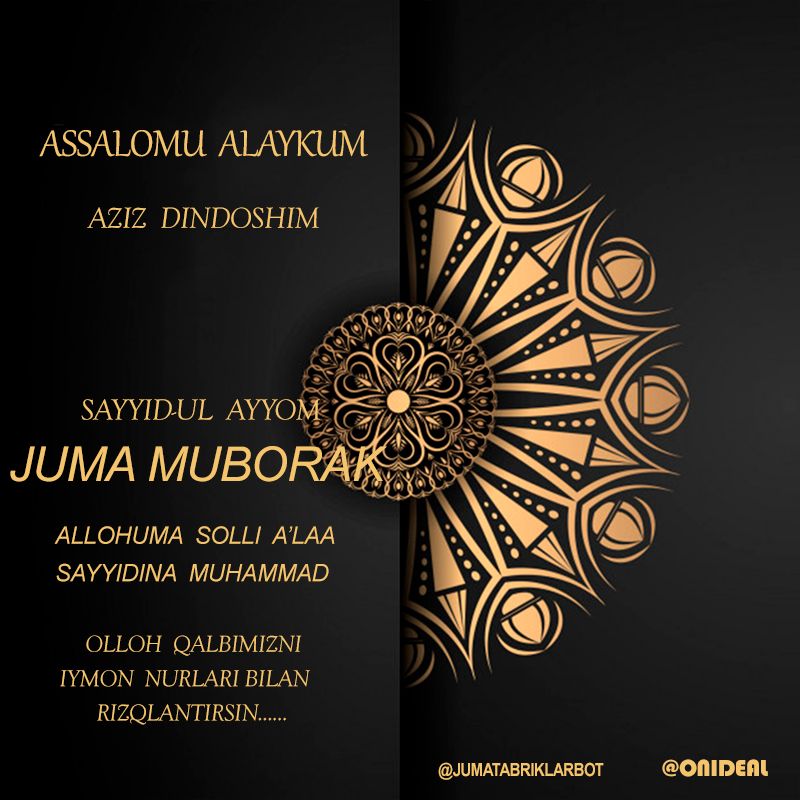 ASSALOMU ALAYKUM
AZIZ DINDOSHIM
SAYYID-UL AYYOM
JUMA MUBORAK
ALLOHUMA SOLLI A'LAA
SAYYIDINA MUHAMMAD
OLLOH QALBIMIZNI
IYMON NURLARI BILAN
RIZQLANTIRSIN......
@JUMATABRIKLARBOT
@ONIDEAL